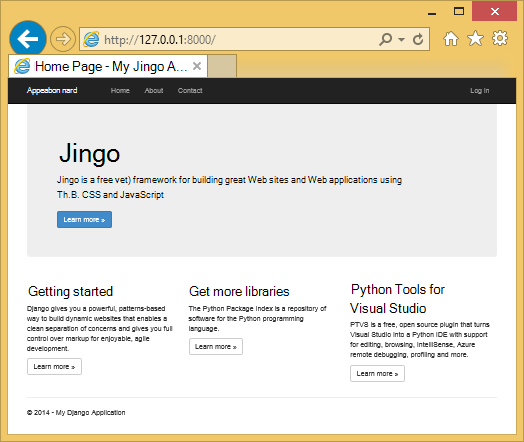 http://127.0.0.1:8000/
Home Page - My Jingo A...
Appeabon nard Home About Contact Log in
Jingo
Jingo is a free vet) framework for building great Web sites and Web applications using
Th.B. CSS and JavaScript
Learn more »
Getting started
Django gives you a powerful, patterns-based
way to build dynamic websites that enables a
clean separation of concerns and gives you full
control over markup for enjoyable, agile
development.
Learn more »
Get more libraries
The Python Package Index is a repository of
software for the Python programming
language.
Learn more »
Python Tools for
Visual Studio
PTVS is a free, open source plugin that turns
Visual Studio into a Python IDE with support
for editing, browsing, IntelliSense, Azure
remote debugging, profiling and more.
Learn more »
© 2014 - My Django Application